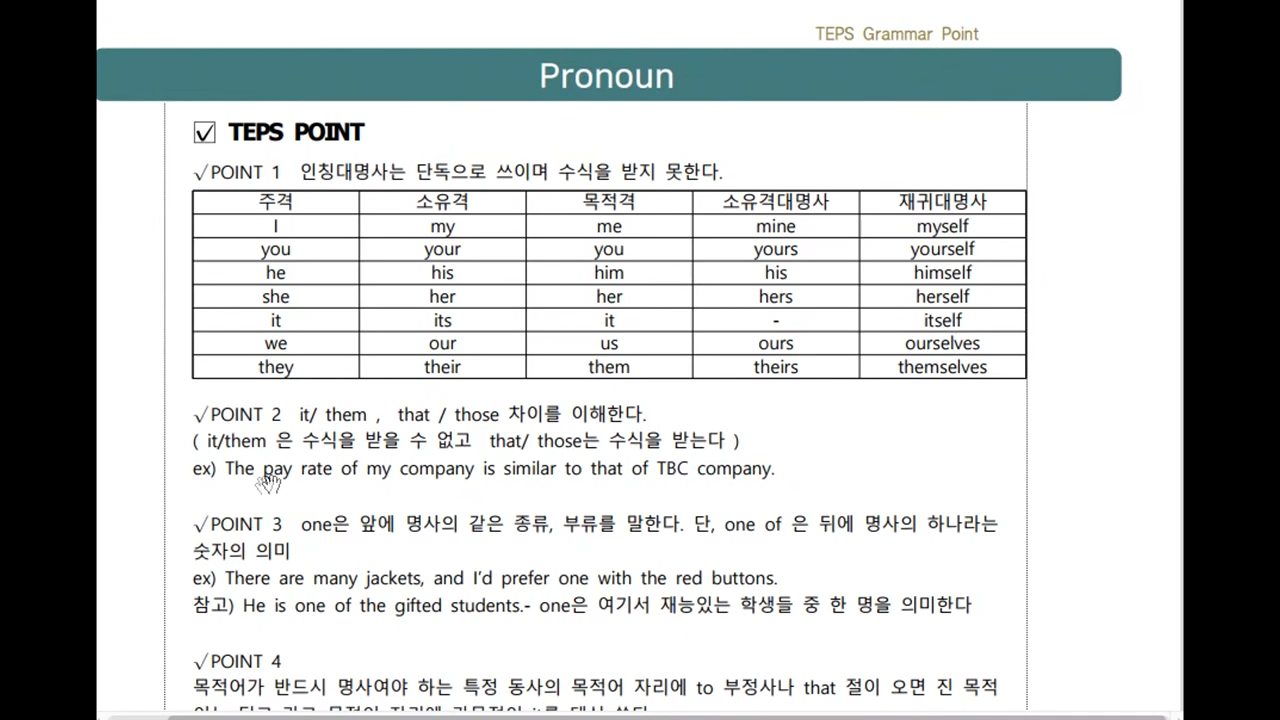 TEPS Grammar Point
Pronoun
☑ TEPS POINT
√POINT 1 인칭대명사는 단독으로 쓰이며 수식을 받지 못한다.
주격 소유격 목적격 소유격대명사 재귀대명사
I my me mine myself
you your you yours yourself
he his him his himself
she her her hers herself
it its it - itself
we our us ours ourselves
they their them theirs themselves
√POINT 2 it/ them , that / those 차이를 이해한다.
( it/them 은 수식을 받을 수 없고 that/ those는 수식을 받는다 )
ex) The pay rate of my company is similar to that of TBC company.
√POINT 3 one은 앞에 명사의 같은 종류, 부류를 말한다. 단, one of 은 뒤에 명사의 하나라는
숫자의 의미
ex) There are many jackets, and I'd prefer one with the red buttons.
참고) He is one of the gifted students.- one은 여기서 재능있는 학생들 중 한 명을 의미한다
√POINT 4
목적어가 반드시 명사여야 하는 특정 동사의 목적어 자리에 to 부정사나 that 절이 오면 진 목적